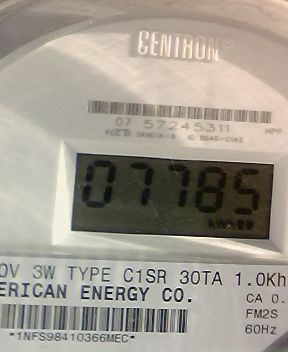 CENTRON®
07 57245311 HPP
07785
kWh
0V 3W TYPE C1SR 30TA 1.0Kh
ERICAN ENERGY CO.
CA 0.
FM2S
60Hz
*1NFS98410366MEC*